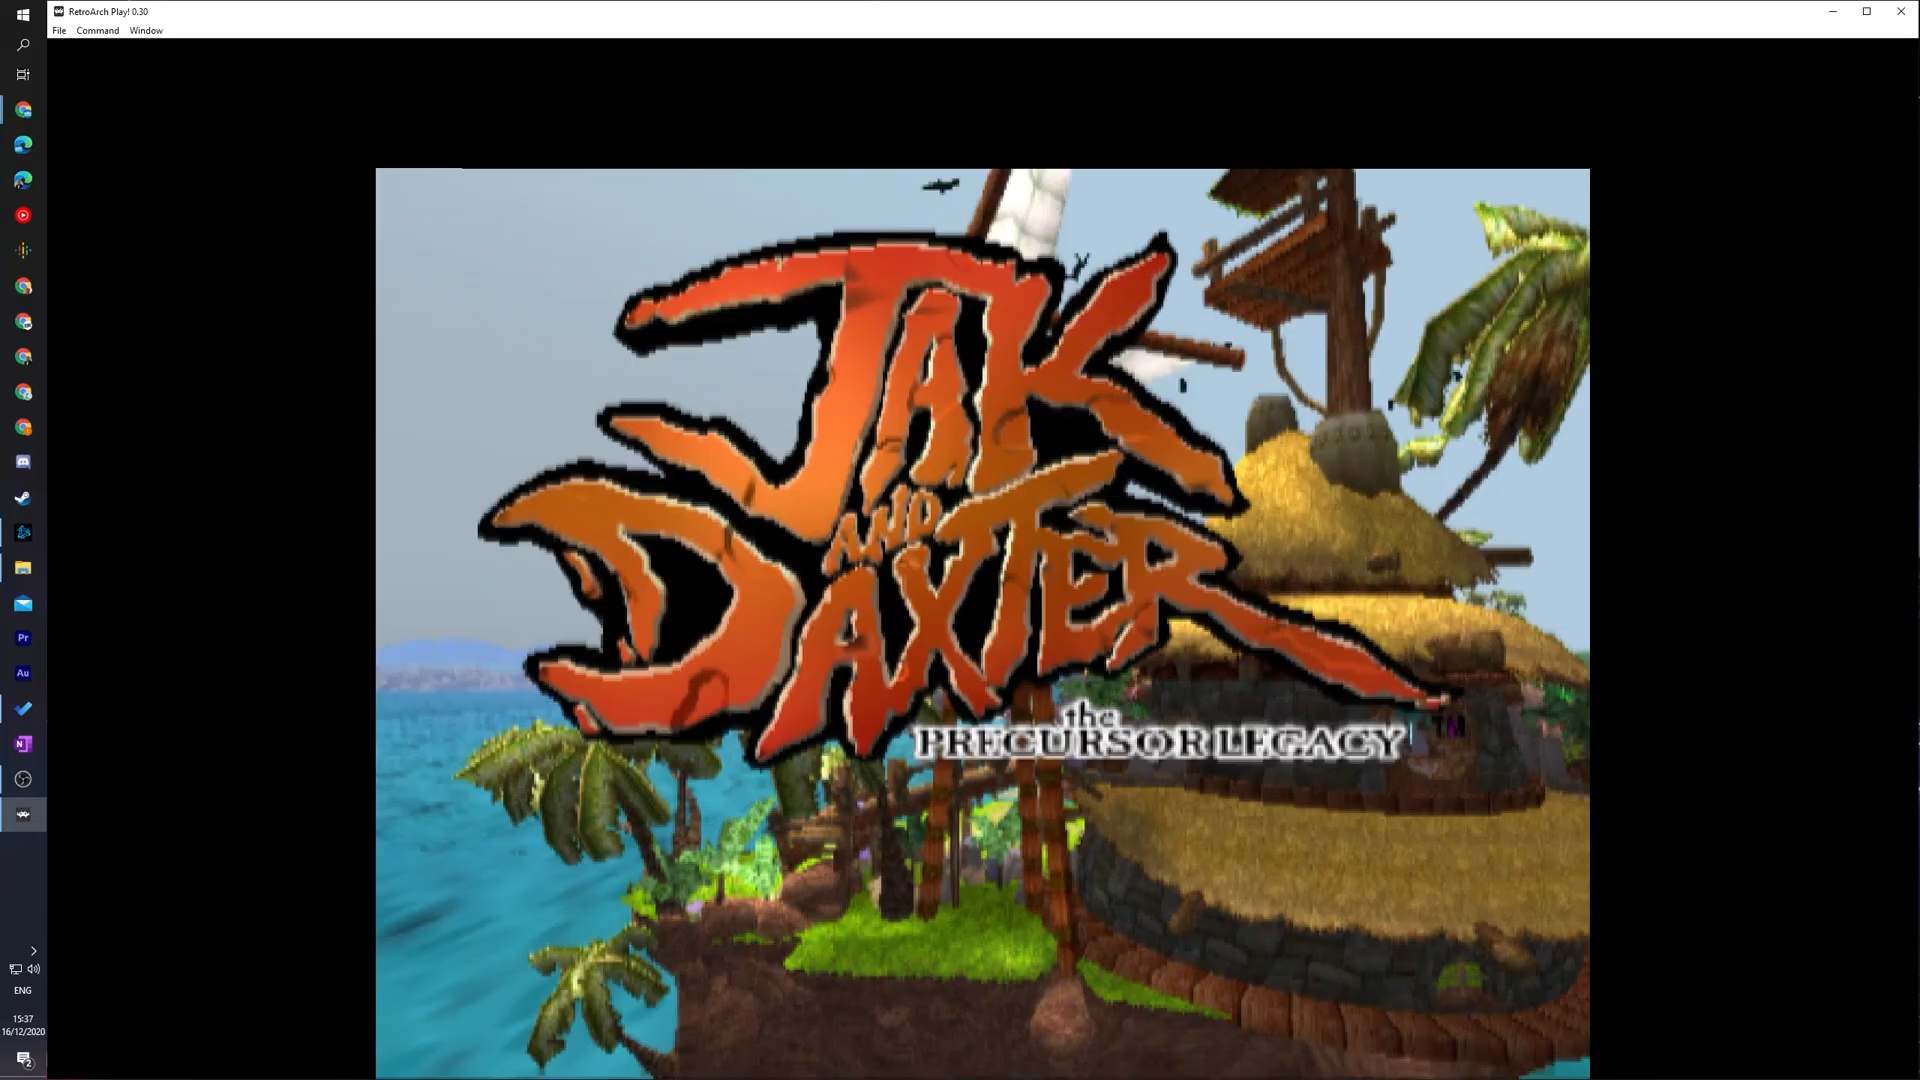 RetroArch Play! 0.30
File Command Window
JAK
AND
DAXTER
the
PRECURSOR LEGACY
TM
Pr
Au
N
ENG
15:37
16/12/2020
2